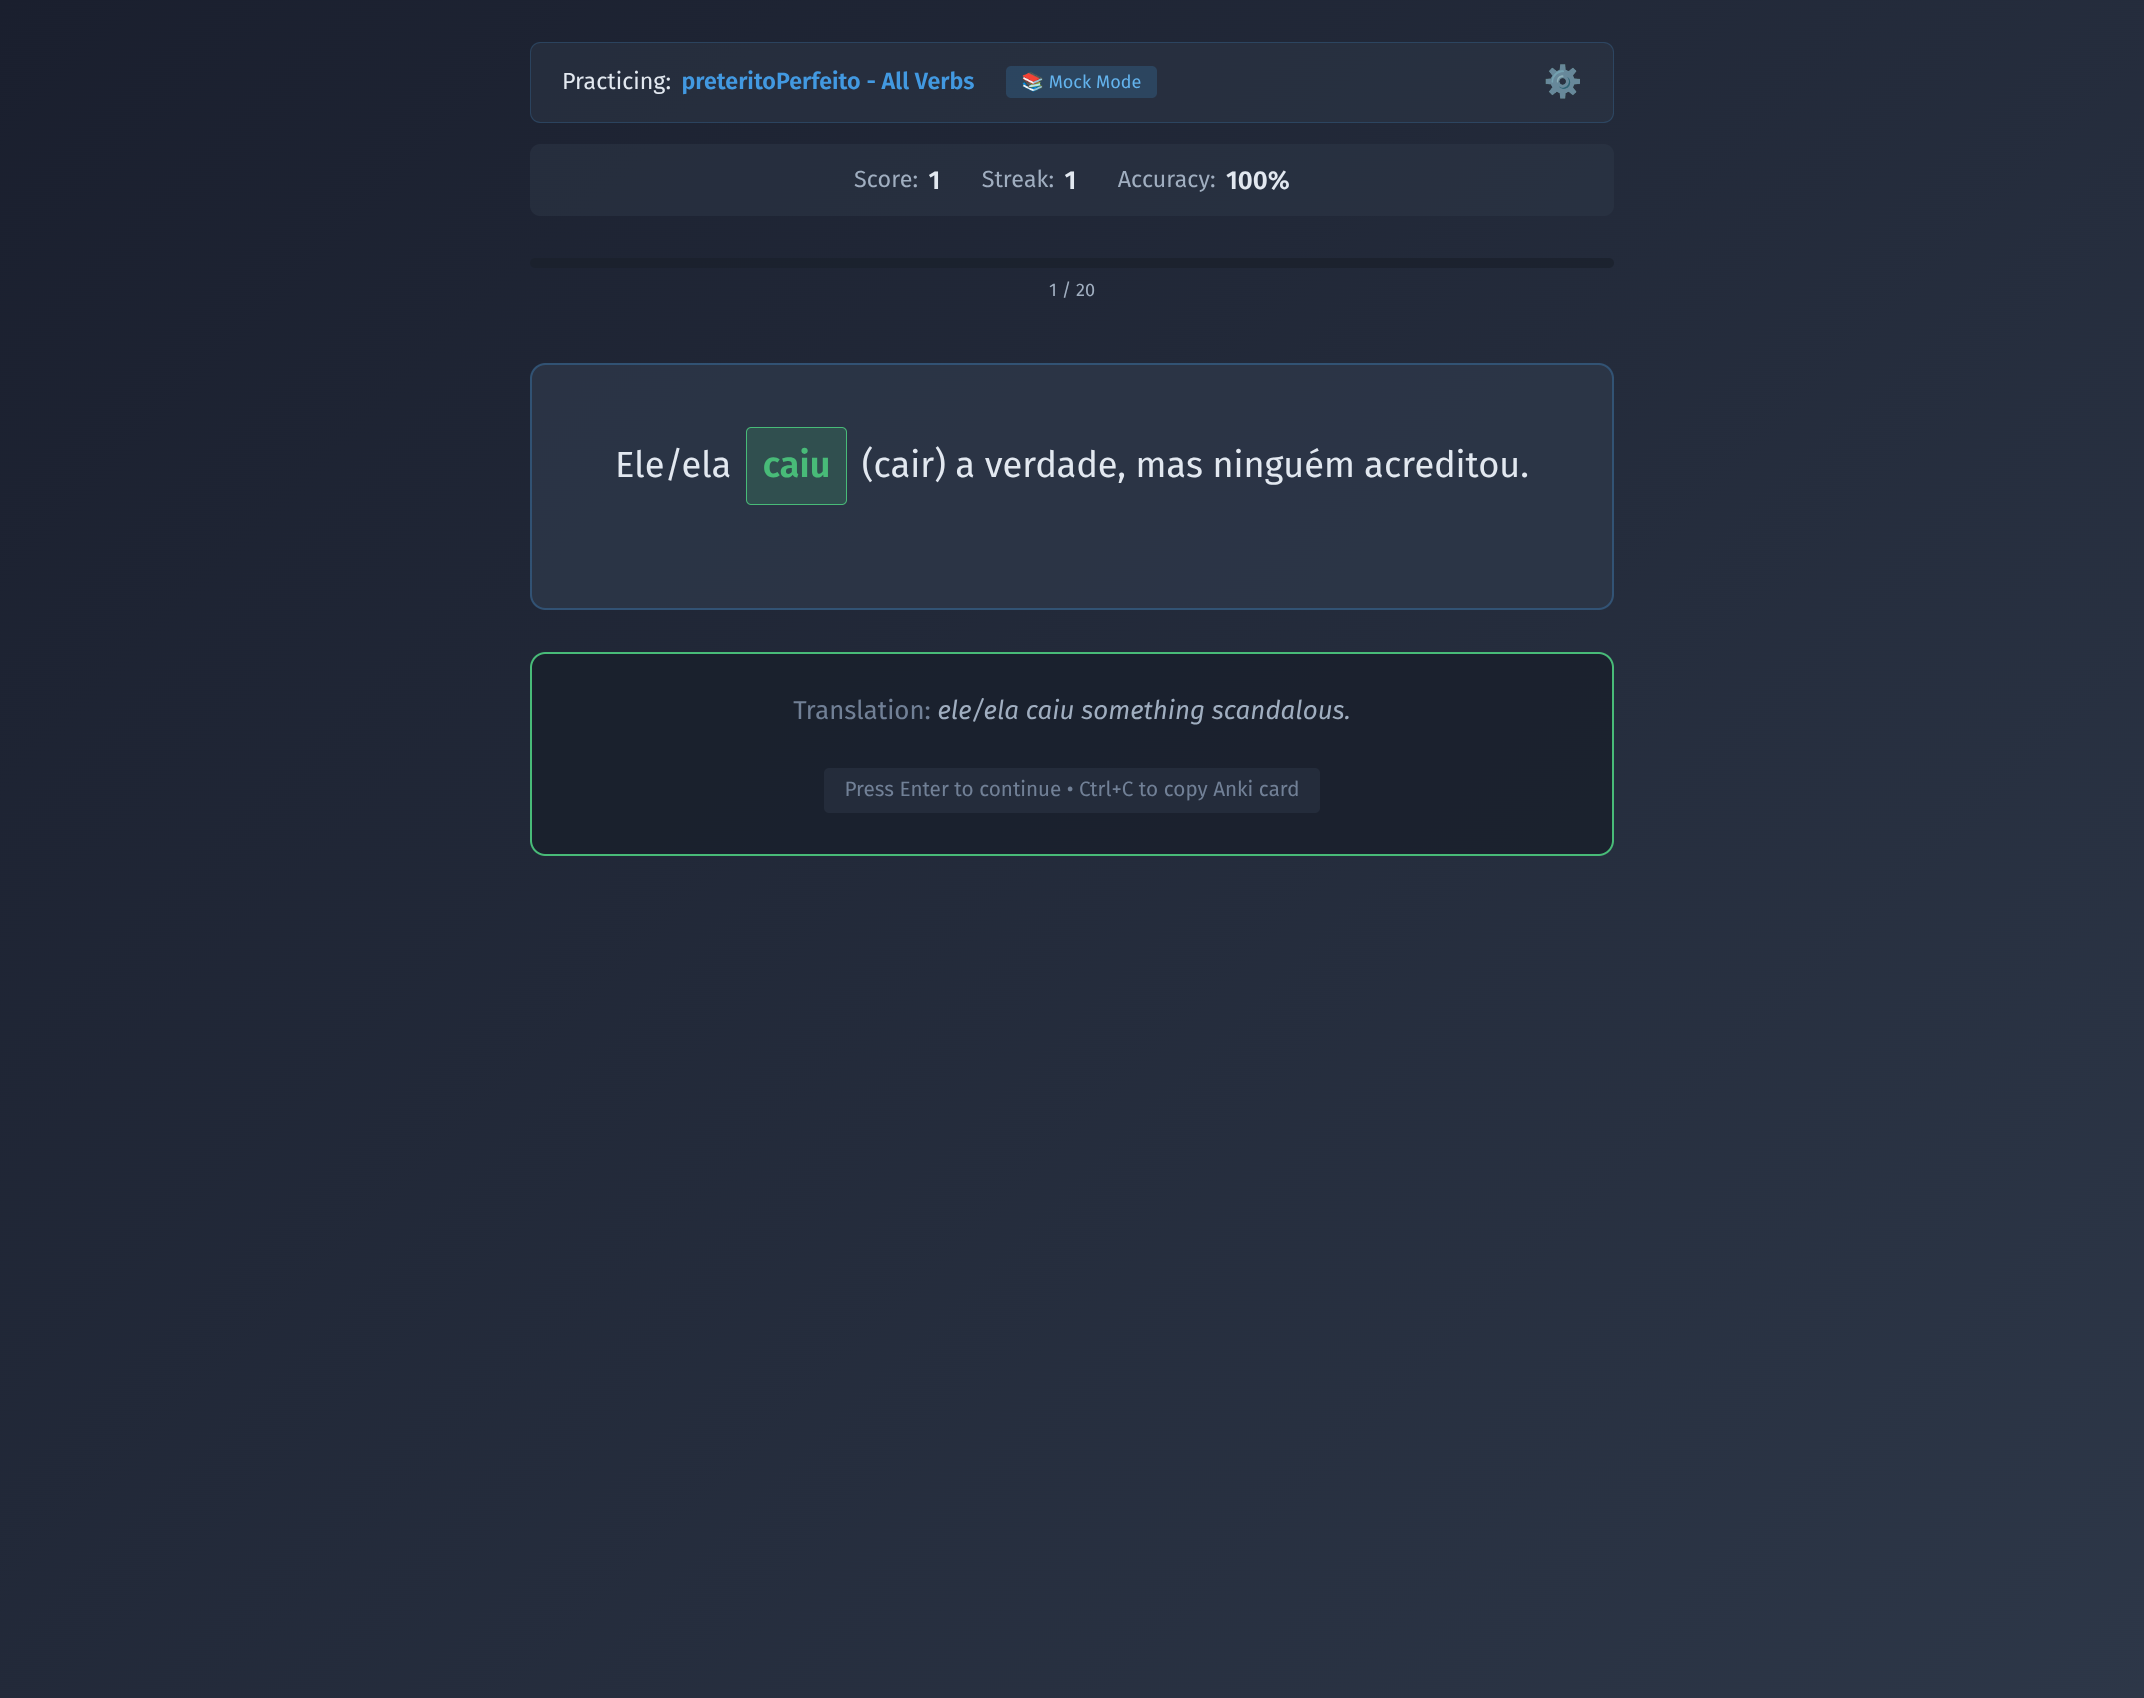 Practicing: preteritoPerfeito - All Verbs 📚 Mock Mode ⚙️
Score: 1 Streak: 1 Accuracy: 100%
1 / 20
Ele/ela caiu (cair) a verdade, mas ninguém acreditou.
Translation: ele/ela caiu something scandalous.
Press Enter to continue • Ctrl+C to copy Anki card